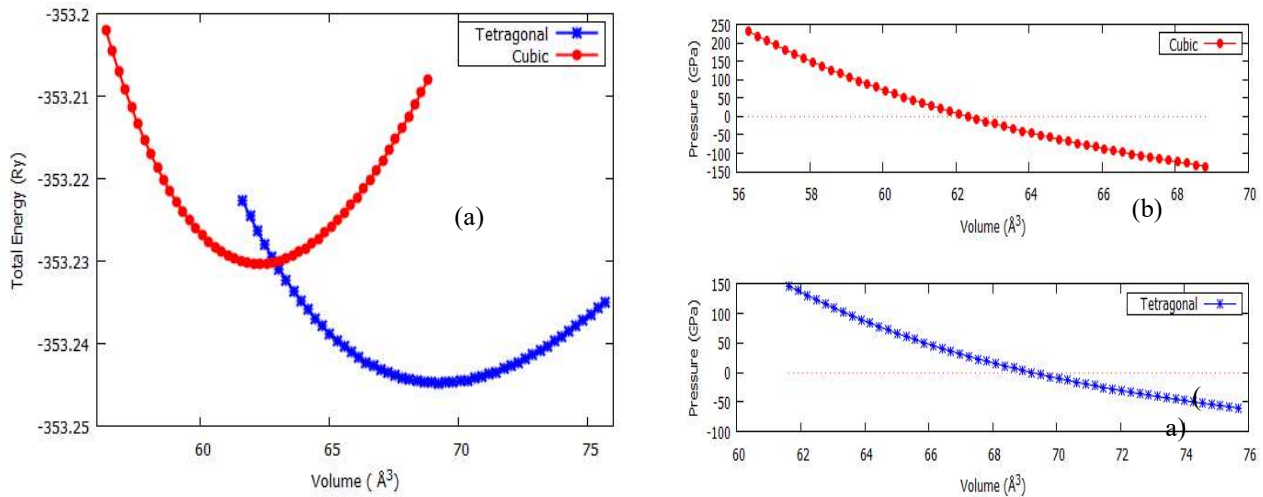 -353.2
-353.21
-353.22
-353.23
-353.24
-353.25
Total Energy (Ry)
Tetragonal
Cubic
(a)
60 65 70 75
Volume ( Å³)
250
200
150
100
50
0
-50
-100
-150
Pressure (GPa)
Cubic
56 58 60 62 64 66 68 70
Volume (Å³)
(b)
150
100
50
0
-50
-100
Pressure (GPa)
Tetragonal
(
a)
60 62 64 66 68 70 72 74 76
Volume (Å³)